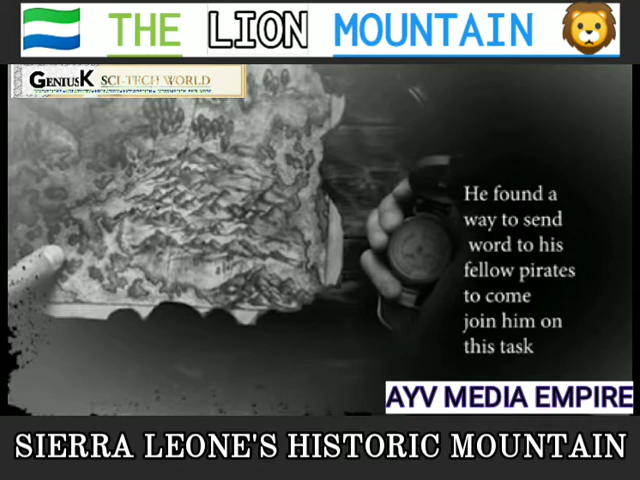 THE LION MOUNTAIN
GENIUSK SCI-TECH WORLD
He found a
way to send
word to his
fellow pirates
to come
join him on
this task
AYV MEDIA EMPIRE
SIERRA LEONE'S HISTORIC MOUNTAIN